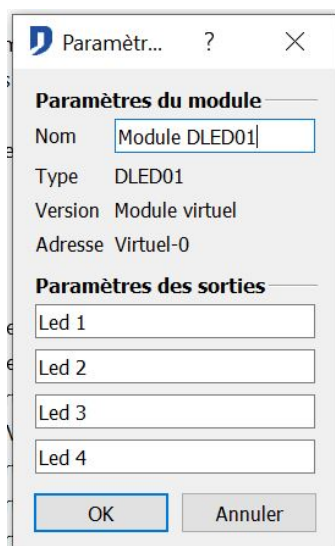 Paramètr... ?
Paramètres du module
Nom Module DLED01
Type DLED01
Version Module virtuel
Adresse Virtuel-0
Paramètres des sorties
Led 1
Led 2
Led 3
Led 4
OK Annuler